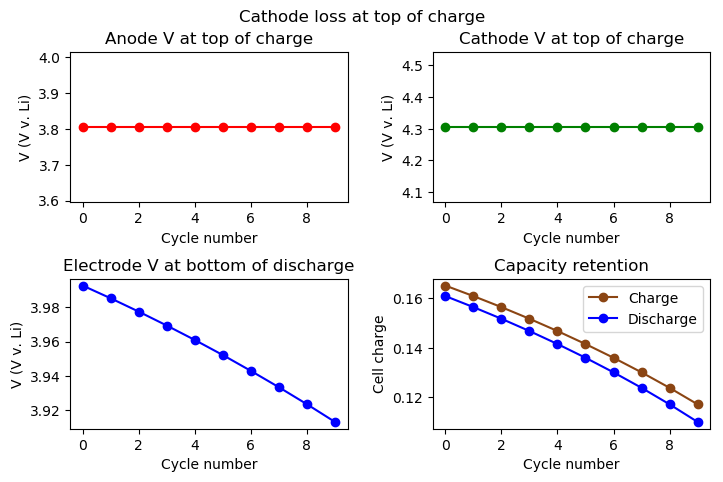 Cathode loss at top of charge
Anode V at top of charge
V (V v. Li)
4.0
3.9
3.8
3.7
3.6
0 2 4 6 8
Cycle number
Cathode V at top of charge
V (V v. Li)
4.5
4.4
4.3
4.2
4.1
0 2 4 6 8
Cycle number
Electrode V at bottom of discharge
V (V v. Li)
3.98
3.96
3.94
3.92
0 2 4 6 8
Cycle number
Capacity retention
Cell charge
0.16
0.14
0.12
Charge
Discharge
0 2 4 6 8
Cycle number